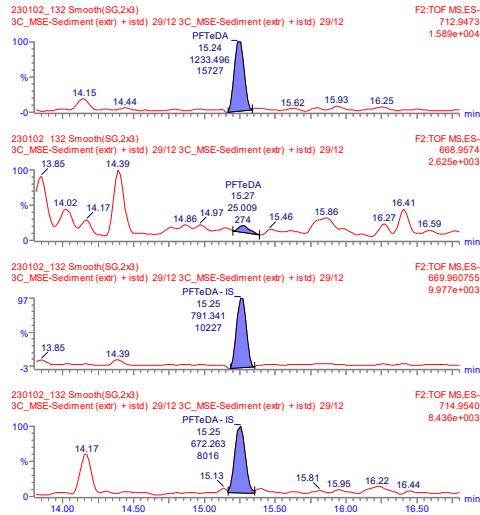 230102_132 Smooth(SG,2x3) F2:TOF MS,ES-
3C_MSE-Sediment (extr) + istd) 29/12 3C_MSE-Sediment (extr) + istd) 29/12 712.9473
1.589e+004
100
%
-0
14.15
14.44
PFTeDA
15.24
1233.496
15727
15.62
15.93
16.25
min
230102_132 Smooth(SG,2x3) F2:TOF MS,ES-
3C_MSE-Sediment (extr) + istd) 29/12 3C_MSE-Sediment (extr) + istd) 29/12 668.9574
2.625e+003
100
%
0
13.85
14.02
14.17
14.39
14.86
14.97
PFTeDA
15.27
25.009
274
15.46
15.86
16.27
16.41
16.59
min
230102_132 Smooth(SG,2x3) F2:TOF MS,ES-
3C_MSE-Sediment (extr) + istd) 29/12 3C_MSE-Sediment (extr) + istd) 29/12 669.960755
9.977e+003
97
%
-3
13.85
14.39
PFTeDA - IS
15.25
791.341
10227
min
230102_132 Smooth(SG,2x3) F2:TOF MS,ES-
3C_MSE-Sediment (extr) + istd) 29/12 3C_MSE-Sediment (extr) + istd) 29/12 714.9540
8.436e+003
100
%
-0
14.17
15.13
PFTeDA - IS
15.25
672.263
8016
15.81
15.95
16.22
16.44
min
14.00 14.50 15.00 15.50 16.00 16.50